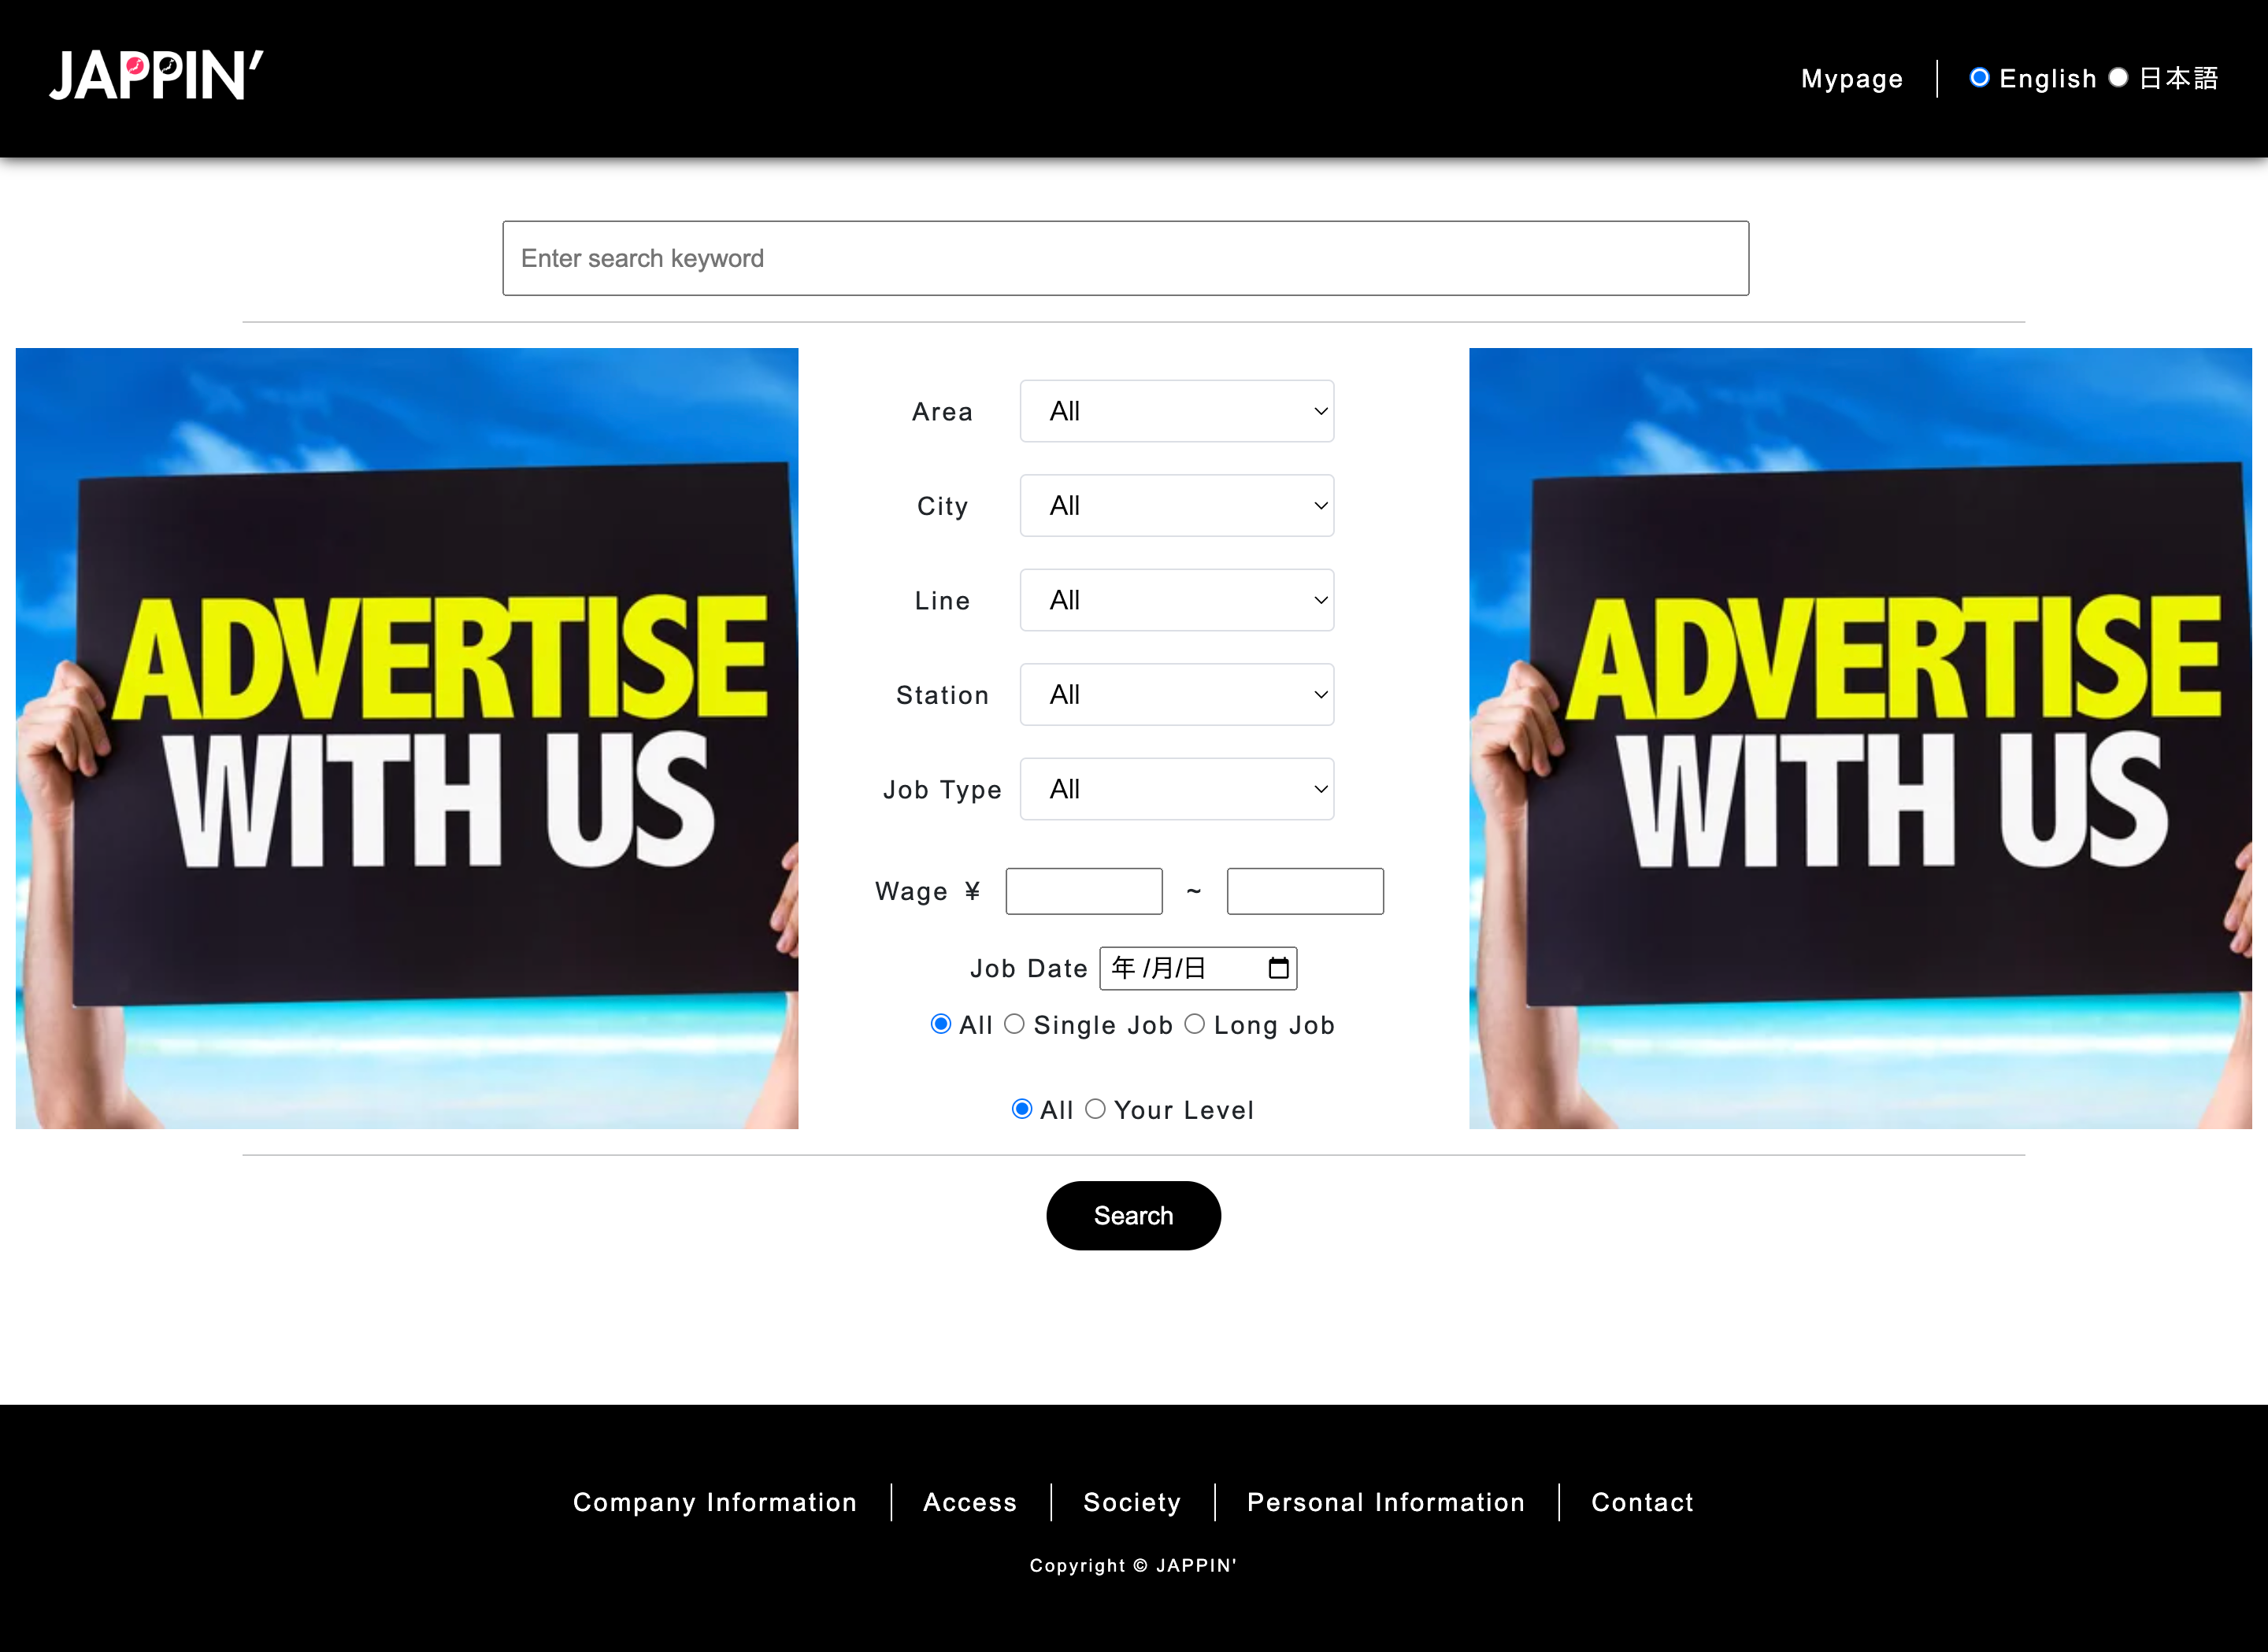 JAPPIN'
Mypage English 日本語
Enter search keyword
ADVERTISE
WITH US
Area All
City All
Line All
Station All
Job Type All
Wage ¥ ~
Job Date 年 /月/日
All Single Job Long Job
All Your Level
ADVERTISE
WITH US
Search
Company Information Access Society Personal Information Contact
Copyright © JAPPIN'